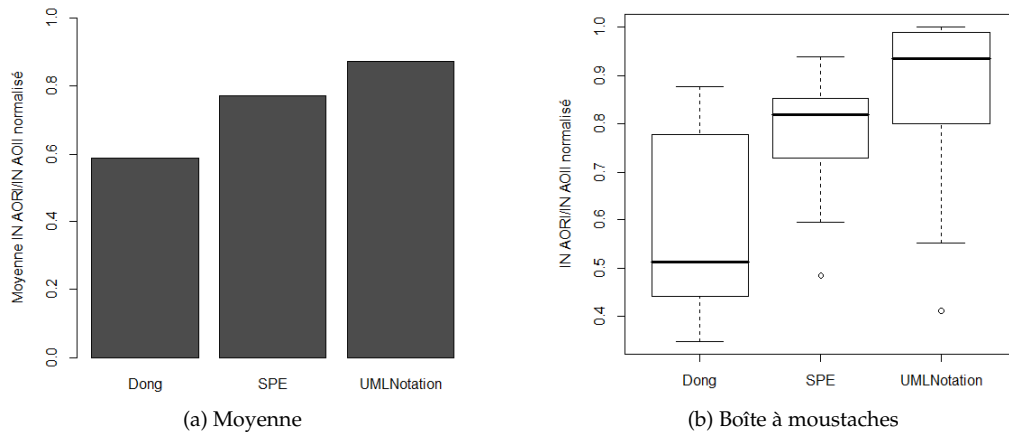 Moyenne IN AORI/IN AOII normalisé
1.0
0.8
0.6
0.4
0.2
0.0
Dong SPE UMLNotation
(a) Moyenne
IN AORI/IN AOII normalisé
1.0
0.9
0.8
0.7
0.6
0.5
0.4
Dong SPE UMLNotation
(b) Boîte à moustaches